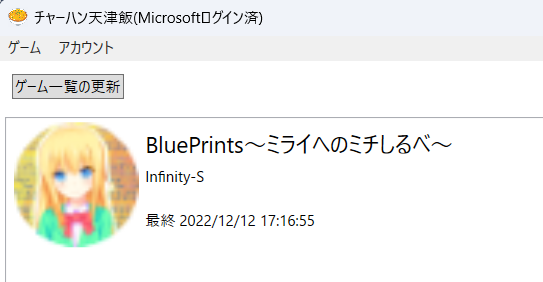 チャーハン天津飯(Microsoftログイン済)
ゲーム アカウント
ゲーム一覧の更新
BluePrints～ミライへのミチしるべ～
Infinity-S
最終 2022/12/12 17:16:55